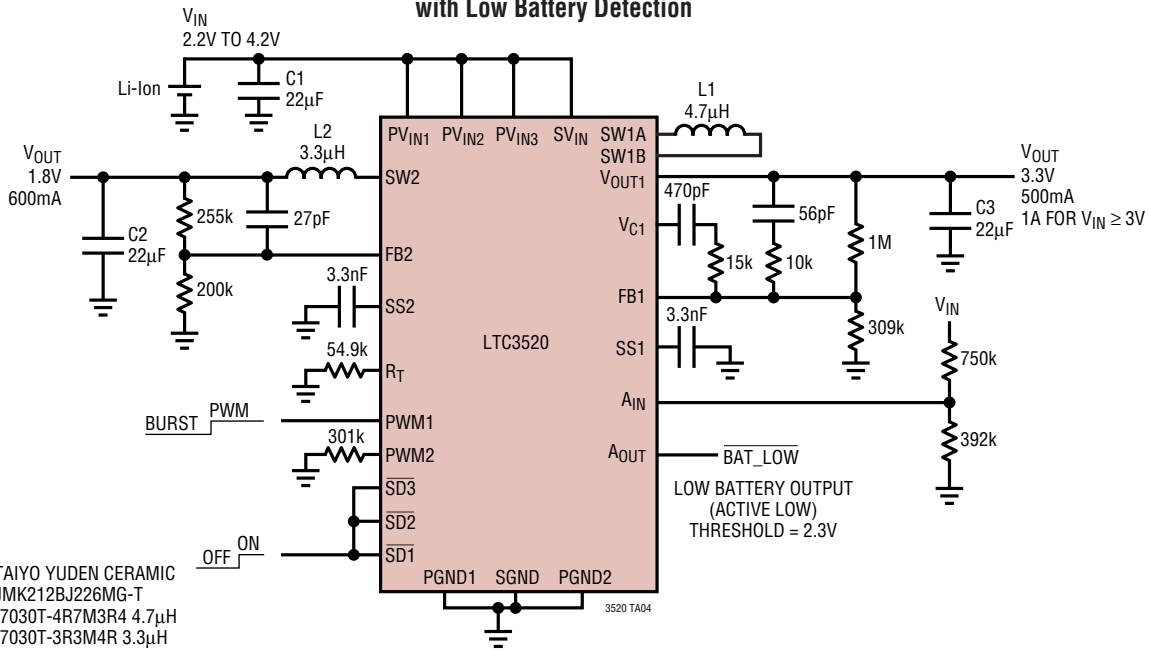 with Low Battery Detection
VIN
2.2V TO 4.2V
Li-Ion
C1
22µF
L1
4.7µH
L2
3.3µH
PVIN1 PVIN2 PVIN3 SVIN SW1A
SW1B
VOUT
1.8V
600mA
SW2
VOUT1
VOUT
3.3V
500mA
1A FOR VIN ≥ 3V
255k
27pF
470pF
VC1
56pF
C2
22µF
C3
22µF
1M
15k
10k
FB2
200k
3.3nF
SS2
FB1
3.3nF
309k
VIN
LTC3520
SS1
750k
54.9k
RT
AIN
BURST PWM
PWM1
392k
301k
PWM2
AOUT
BAT_LOW
LOW BATTERY OUTPUT
(ACTIVE LOW)
THRESHOLD = 2.3V
SD3
SD2
OFF ON
SD1
PGND1 SGND PGND2
3520 TA04
TAIYO YUDEN CERAMIC
JMK212BJ226MG-T
7030T-4R7M3R4 4.7µH
7030T-3R3M4R 3.3µH